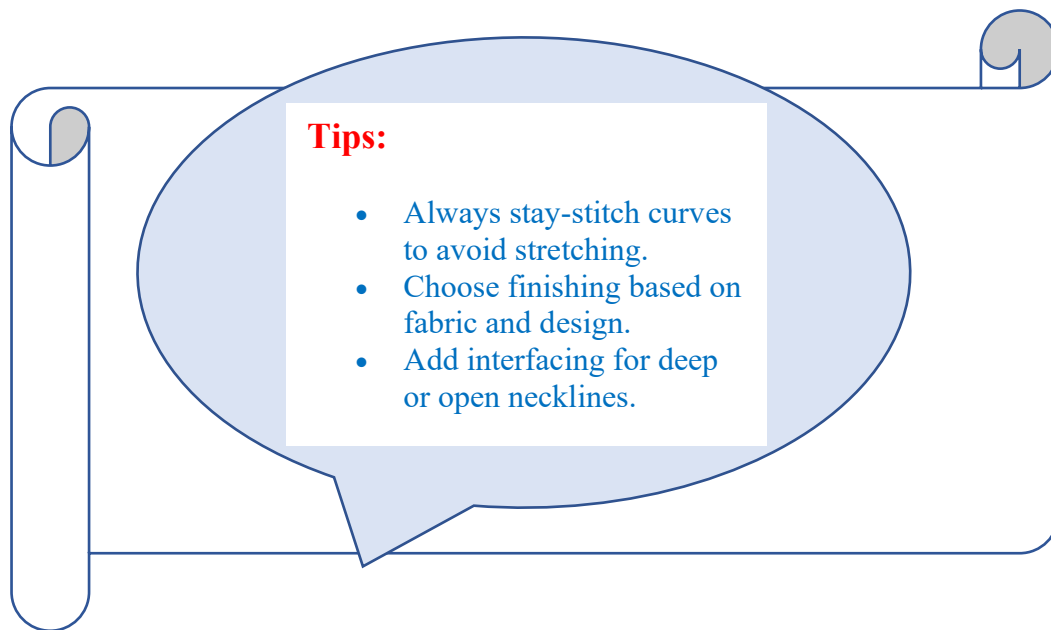 Tips:
• Always stay-stitch curves
to avoid stretching.
• Choose finishing based on
fabric and design.
• Add interfacing for deep
or open necklines.